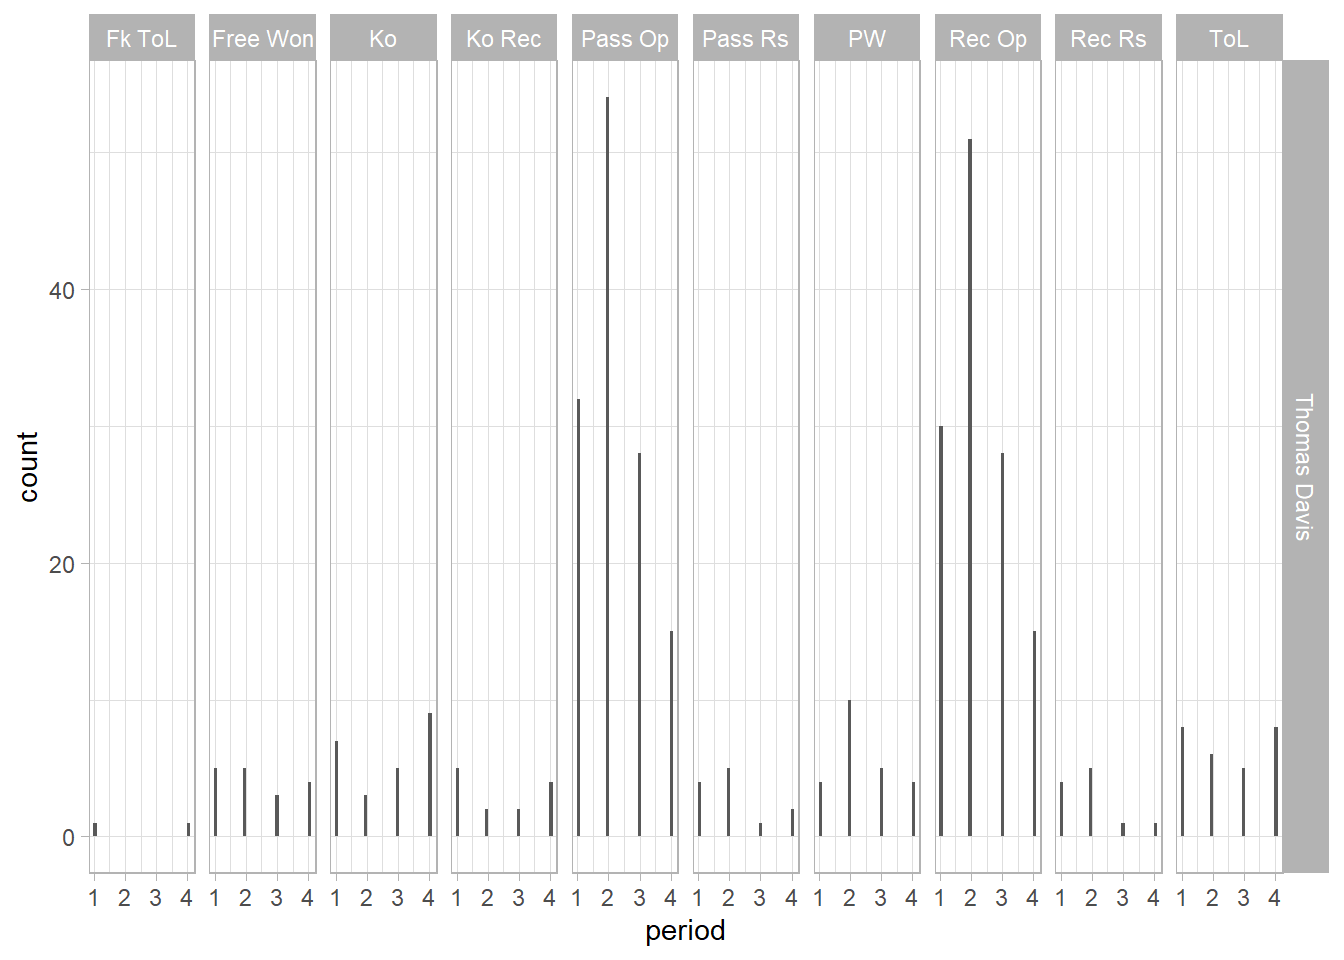 Fk ToL Free Won Ko Ko Rec Pass Op Pass Rs PW Rec Op Rec Rs ToL
Thomas Davis
count
40
20
0
1 2 3 4 1 2 3 4 1 2 3 4 1 2 3 4 1 2 3 4 1 2 3 4 1 2 3 4 1 2 3 4 1 2 3 4 1 2 3 4
period